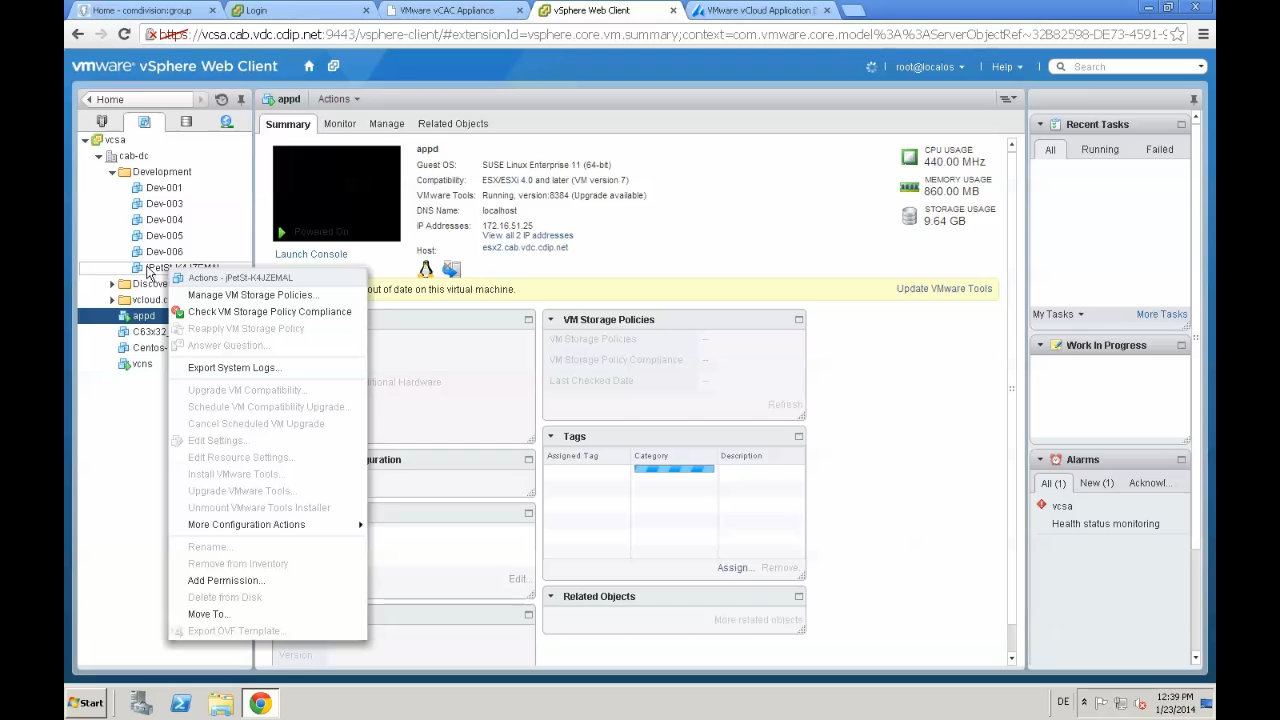 Home - comdivision:group
Login
VMware vCAC Appliance
vSphere Web Client
VMware vCloud Application D
https://vcsa.cab.vdc.cdip.net:9443/vsphere-client/#extensionId=vsphere.core.vm.summary;context=com.vmware.core.model%3A%3AServerObjectRef~32B82598-DE73-4591-9
vmware® vSphere Web Client
root@localos
Help
Search
Home
appd
Actions
Summary
Monitor
Manage
Related Objects
vcsa
cab-dc
Development
Dev-001
Dev-003
Dev-004
Dev-005
Dev-006
Discove
vcloud.c
appd
C63x32
Centos-
vcns
Actions - jPetSt-K4JZEMAL
Manage VM Storage Policies...
Check VM Storage Policy Compliance
Reapply VM Storage Policy
Answer Question...
Export System Logs...
Upgrade VM Compatibility...
Schedule VM Compatibility Upgrade...
Cancel Scheduled VM Upgrade
Edit Settings...
Edit Resource Settings...
Install VMware Tools...
Upgrade VMware Tools...
Unmount VMware Tools Installer
More Configuration Actions
Rename...
Remove from Inventory
Add Permission...
Delete from Disk
Move To...
Export OVF Template...
Powered On
Launch Console
appd
Guest OS: SUSE Linux Enterprise 11 (64-bit)
Compatibility: ESX/ESXi 4.0 and later (VM version 7)
VMware Tools: Running, version:8384 (Upgrade available)
DNS Name: localhost
IP Addresses: 172.16.51.25
View all 2 IP addresses
Host: esx2.cab.vdc.cdip.net
CPU USAGE
440.00 MHz
MEMORY USAGE
860.00 MB
STORAGE USAGE
9.64 GB
out of date on this virtual machine.
Update VMware Tools
ditional Hardware
uration
Edit...
Version
VM Storage Policies
VM Storage Policies --
VM Storage Policy Compliance --
Last Checked Date --
Refresh
Tags
Assigned Tag
Category
Description
Assign...
Remove...
Related Objects
More related objects
Recent Tasks
All
Running
Failed
My Tasks
More Tasks
Work In Progress
Alarms
All (1)
New (1)
Acknowl...
vcsa
Health status monitoring
Start
DE
12:39 PM
1/23/2014